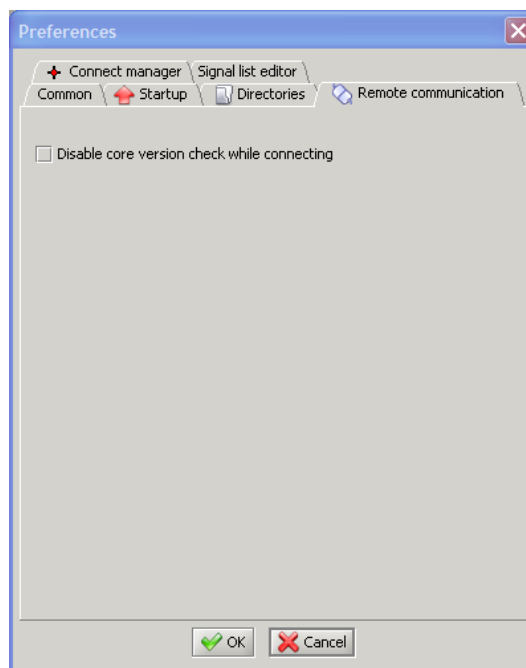 Preferences
Connect manager Signal list editor
Common Startup Directories Remote communication
Disable core version check while connecting
OK Cancel